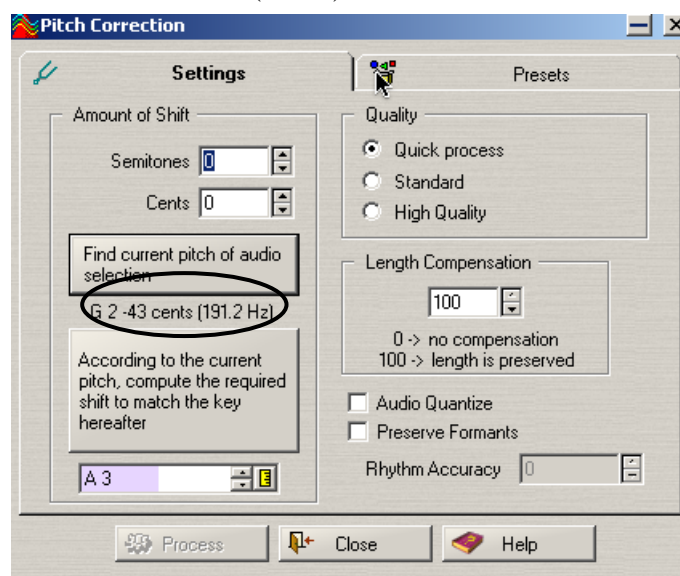 Pitch Correction
Settings
Presets
Amount of Shift
Semitones 0
Cents 0
Find current pitch of audio
selection
G 2 -43 cents (191.2 Hz)
According to the current
pitch, compute the required
shift to match the key
hereafter
A 3
Quality
Quick process
Standard
High Quality
Length Compensation
100
0 -> no compensation
100 -> length is preserved
Audio Quantize
Preserve Formants
Rhythm Accuracy 0
Process
Close
Help